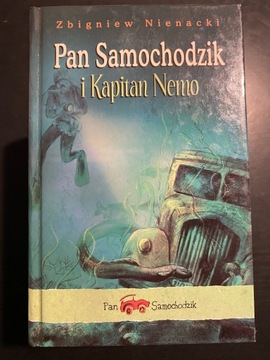 Zbigniew Nienacki
Pan Samochodzik
i Kapitan Nemo
Pan Samochodzik